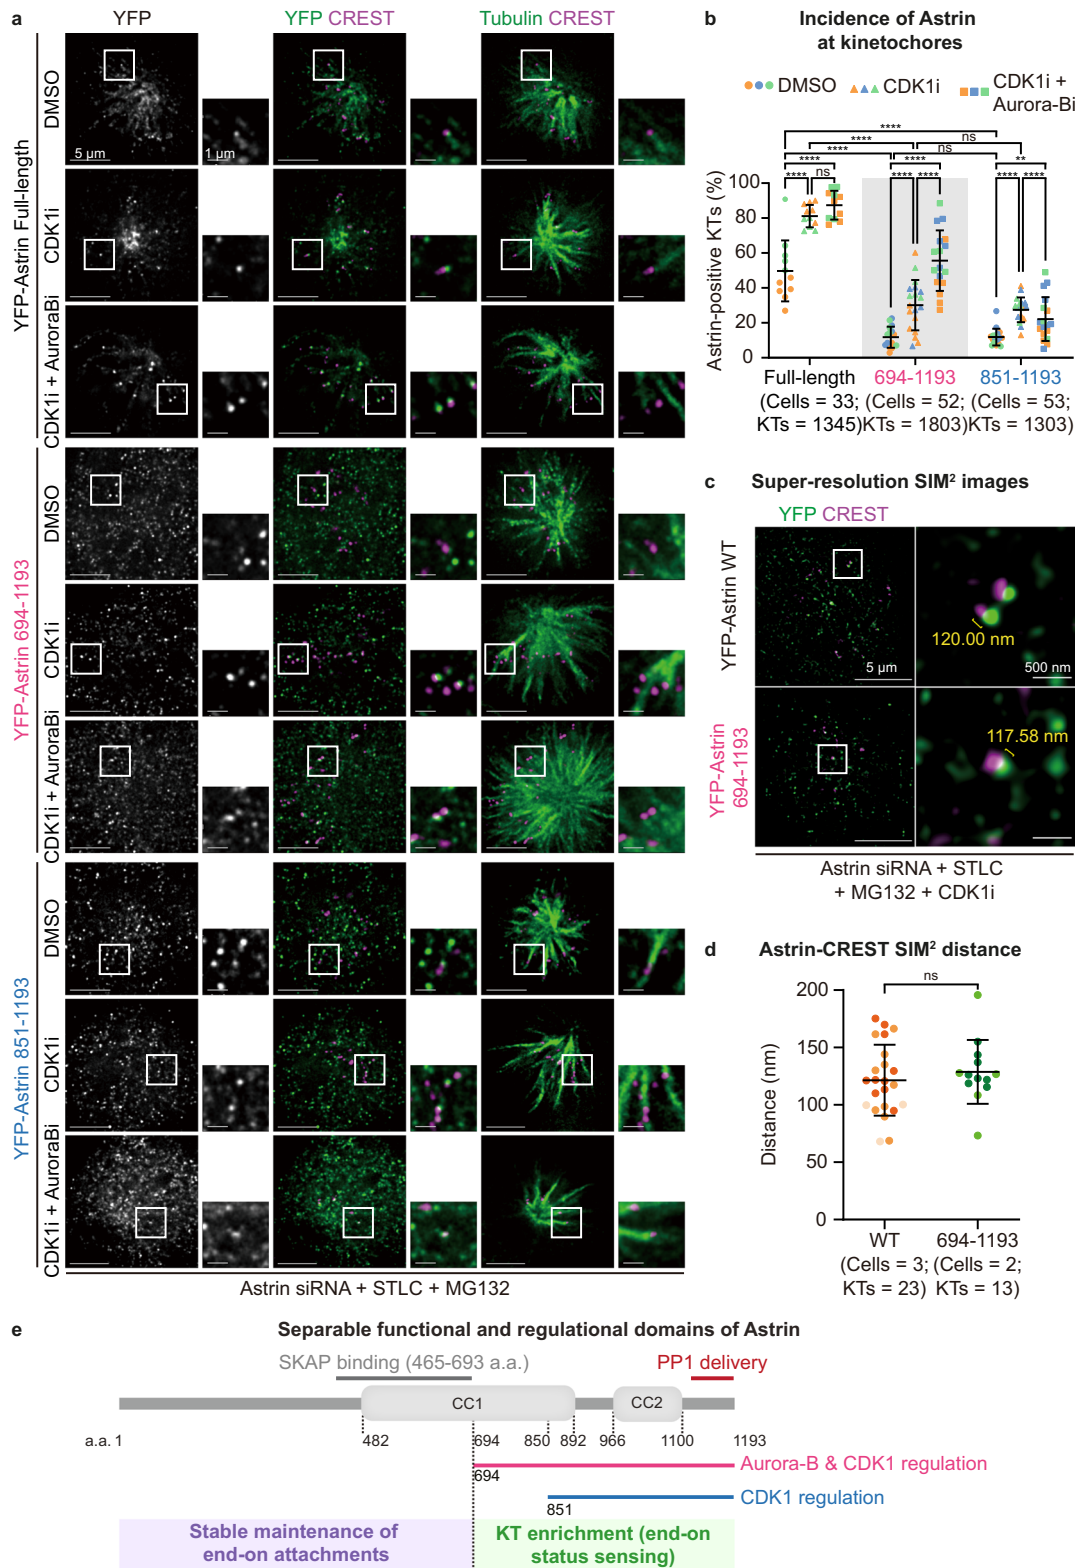 a
YFP
YFP CREST
Tubulin CREST
YFP-Astrin Full-length
DMSO
5 µm
1 µm
CDK1i
CDK1i + AuroraBi
YFP-Astrin 694-1193
DMSO
CDK1i
CDK1i + AuroraBi
YFP-Astrin 851-1193
DMSO
CDK1i
CDK1i + AuroraBi
Astrin siRNA + STLC + MG132
b
Incidence of Astrin
at kinetochores
DMSO
CDK1i
CDK1i +
Aurora-Bi
****
**** ns
**** ns
**** **** **
**** ns **** **** **** ****
Astrin-positive KTs (%)
100
80
60
40
20
0
Full-length 694-1193 851-1193
(Cells = 33; (Cells = 52; (Cells = 53;
KTs = 1345) KTs = 1803) KTs = 1303)
c
Super-resolution SIM² images
YFP CREST
YFP-Astrin WT
5 µm
120.00 nm
500 nm
YFP-Astrin
694-1193
117.58 nm
Astrin siRNA + STLC
+ MG132 + CDK1i
d
Astrin-CREST SIM² distance
ns
Distance (nm)
200
150
100
50
0
WT 694-1193
(Cells = 3; (Cells = 2;
KTs = 23) KTs = 13)
e
Separable functional and regulational domains of Astrin
SKAP binding (465-693 a.a.)
PP1 delivery
CC1 CC2
a.a. 1 482 694 850 892 966 1100 1193
694
Aurora-B & CDK1 regulation
851
CDK1 regulation
Stable maintenance of
end-on attachments
KT enrichment (end-on
status sensing)